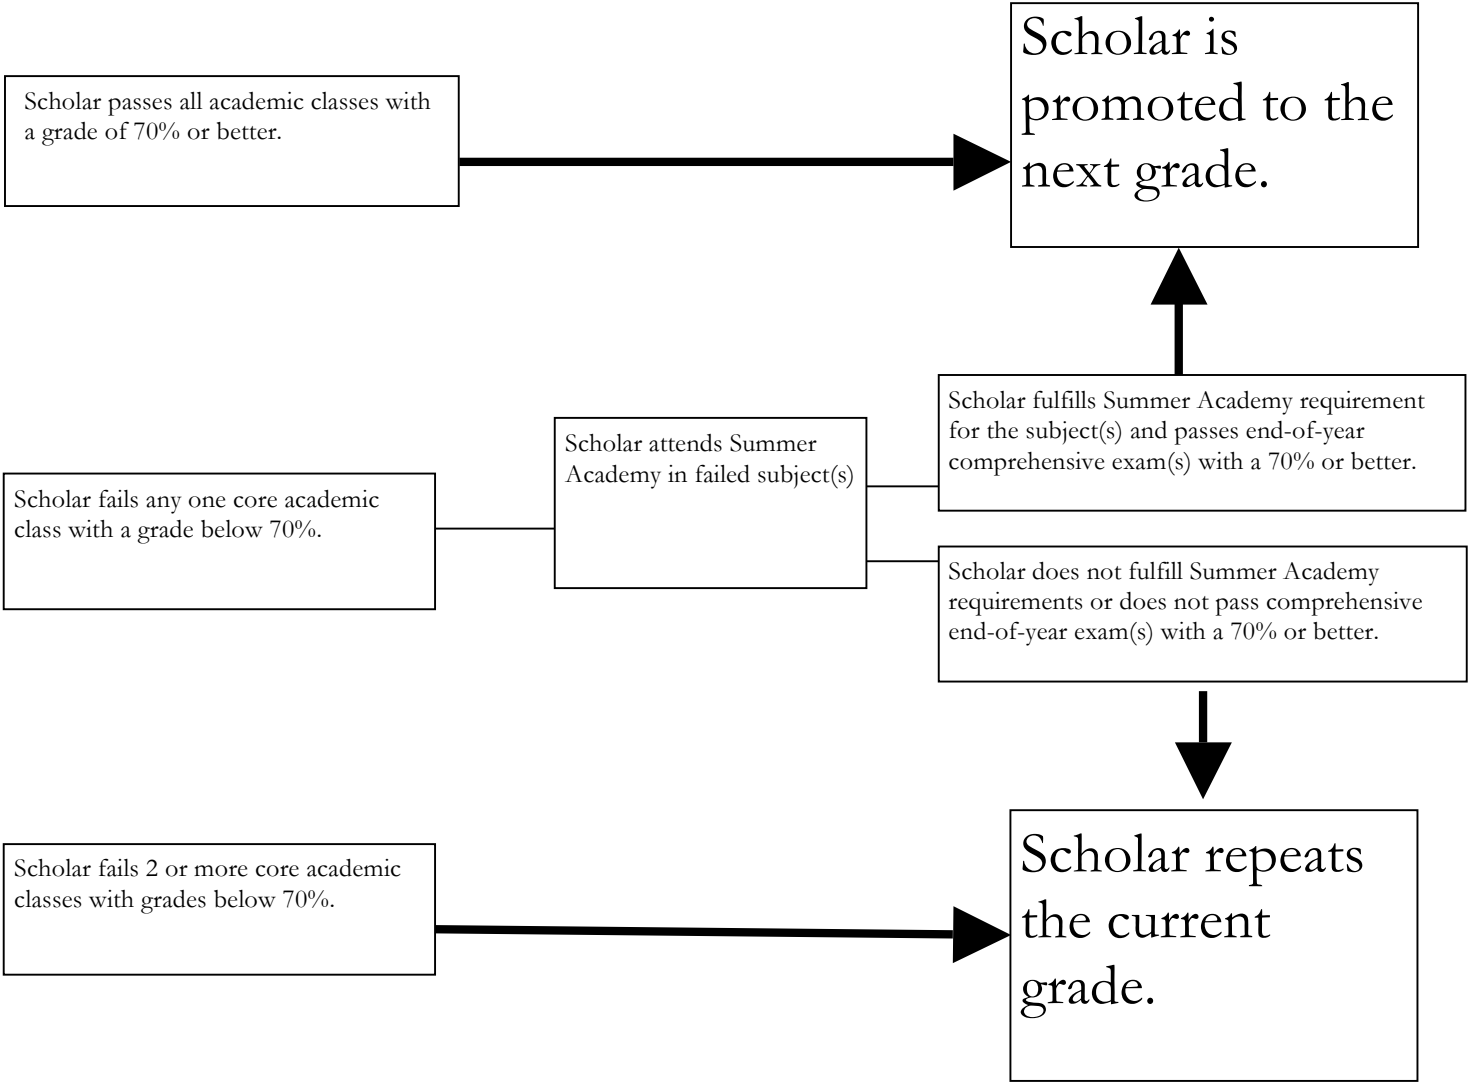 Scholar is
promoted to the
next grade.
Scholar passes all academic classes with
a grade of 70% or better.
Scholar fulfills Summer Academy requirement
for the subject(s) and passes end-of-year
comprehensive exam(s) with a 70% or better.
Scholar attends Summer
Academy in failed subject(s)
Scholar fails any one core academic
class with a grade below 70%.
Scholar does not fulfill Summer Academy
requirements or does not pass comprehensive
end-of-year exam(s) with a 70% or better.
Scholar fails 2 or more core academic
classes with grades below 70%.
Scholar repeats
the current
grade.